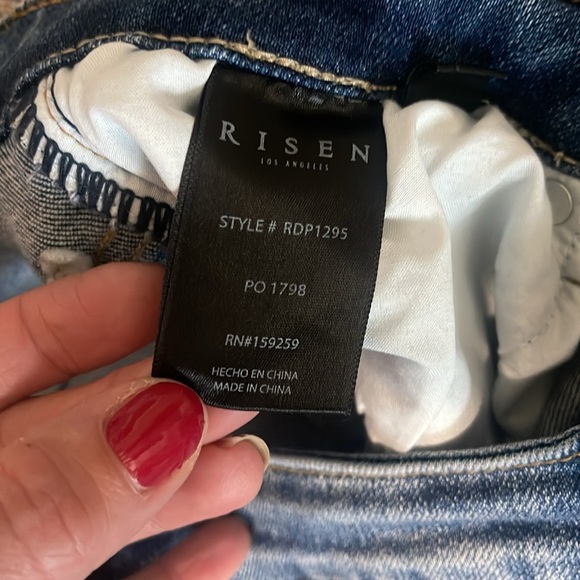 RISEN
LOS ANGELES
STYLE # RDP1295
PO 1798
RN#159259
HECHO EN CHINA
MADE IN CHINA